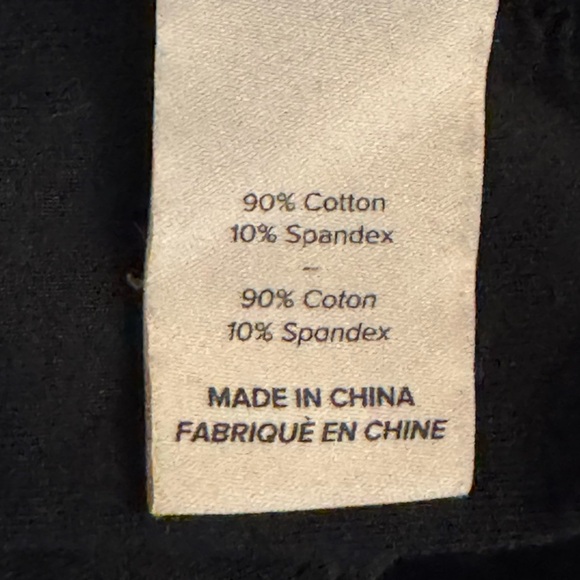 90% Cotton
10% Spandex
–
90% Coton
10% Spandex
MADE IN CHINA
FABRIQUÈ EN CHINE